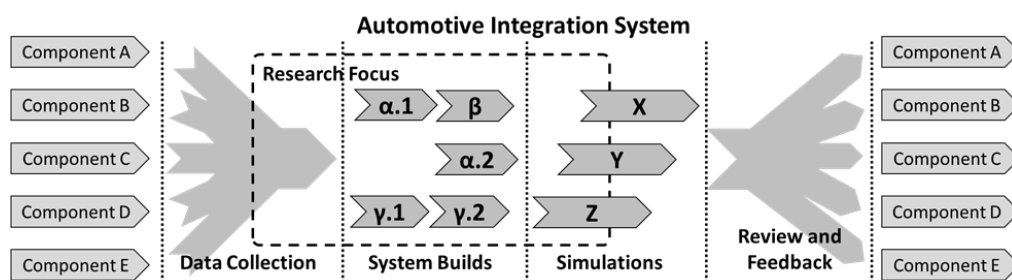 Automotive Integration System
Component A
Component B
Component C
Component D
Component E
Research Focus
α.1
β
X
α.2
Y
γ.1
γ.2
Z
Data Collection
System Builds
Simulations
Review and
Feedback
Component A
Component B
Component C
Component D
Component E